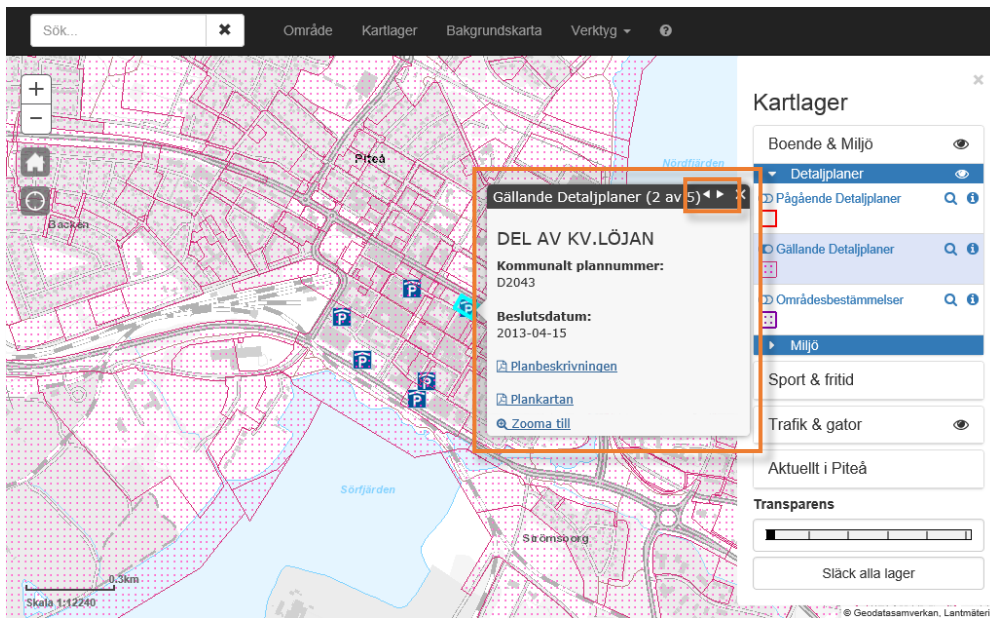 Sök...
Område
Kartlager
Bakgrundskarta
Verktyg
Piteå
Nördfjärden
Backen
Gällande Detaljplaner (2 av 5)
DEL AV KV.LÖJAN
Kommunalt plannummer:
D2043
Beslutsdatum:
2013-04-15
Planbeskrivningen
Plankartan
Zooma till
P
P
P
P
P
P
Sörfjärden
Strömsborg
0.3km
Skala 1:12240
Kartlager
Boende & Miljö
Detaljplaner
Pågående Detaljplaner
Gällande Detaljplaner
Områdesbestämmelser
Miljö
Sport & fritid
Trafik & gator
Aktuellt i Piteå
Transparens
Släck alla lager
© Geodatasamverkan, Lantmäteri